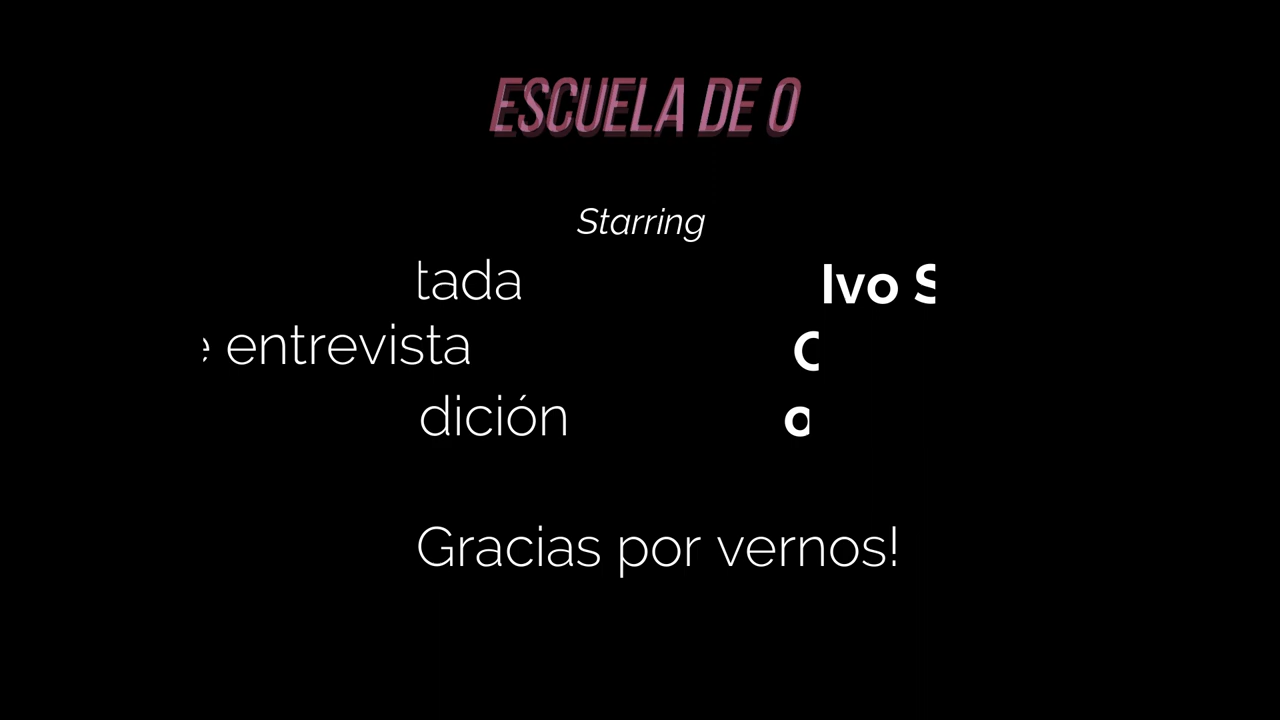 ESCUELA DE O
Starring
tada Ivo
entrevista
dición
Gracias por vernos!